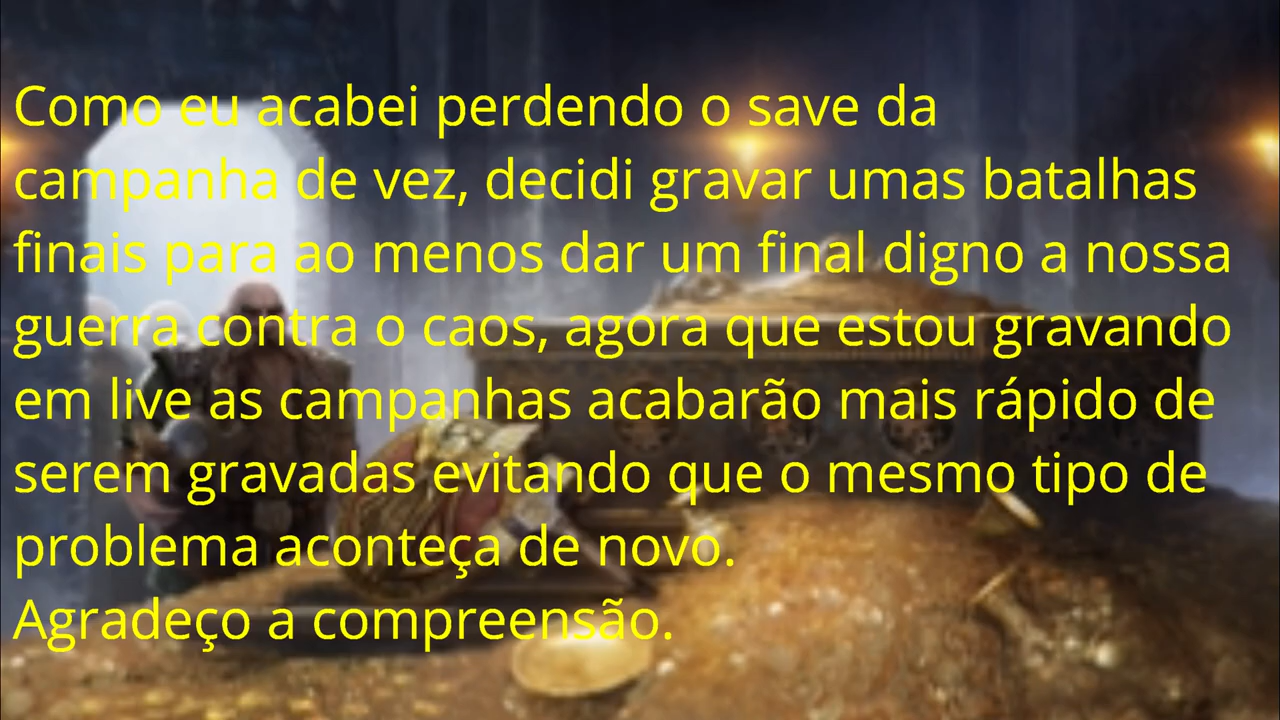 Como eu acabei perdendo o save da
campanha de vez, decidi gravar umas batalhas
finais para ao menos dar um final digno a nossa
guerra contra o caos, agora que estou gravando
em live as campanhas acabarão mais rápido de
serem gravadas evitando que o mesmo tipo de
problema aconteça de novo.
Agradeço a compreensão.